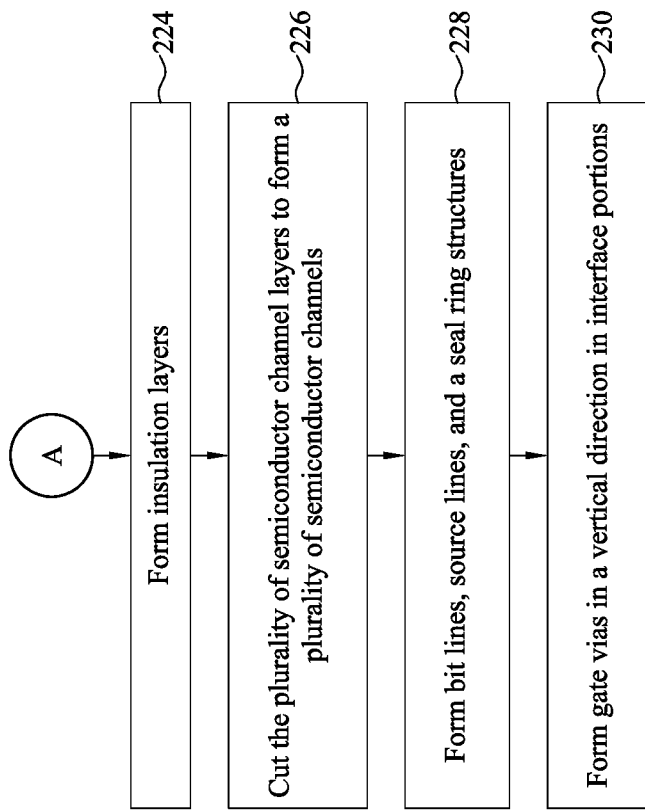 A
Form insulation layers
224
Cut the plurality of semiconductor channel layers to form a
plurality of semiconductor channels
226
Form bit lines, source lines, and a seal ring structures
228
Form gate vias in a vertical direction in interface portions
230